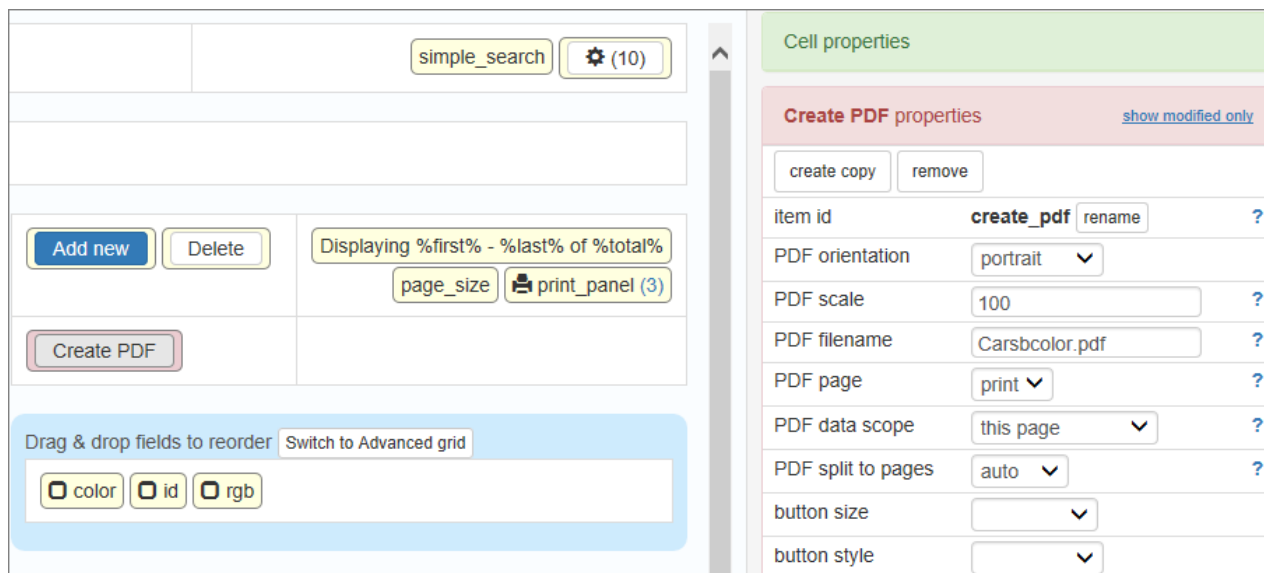 simple_search (10)
Add new Delete Displaying %first% - %last% of %total%
page_size print_panel (3)
Create PDF
Drag & drop fields to reorder Switch to Advanced grid
color id rgb
Cell properties
Create PDF properties show modified only
create copy remove
item id create_pdf rename ?
PDF orientation portrait
PDF scale 100 ?
PDF filename Carsbcolor.pdf ?
PDF page print ?
PDF data scope this page ?
PDF split to pages auto ?
button size
button style